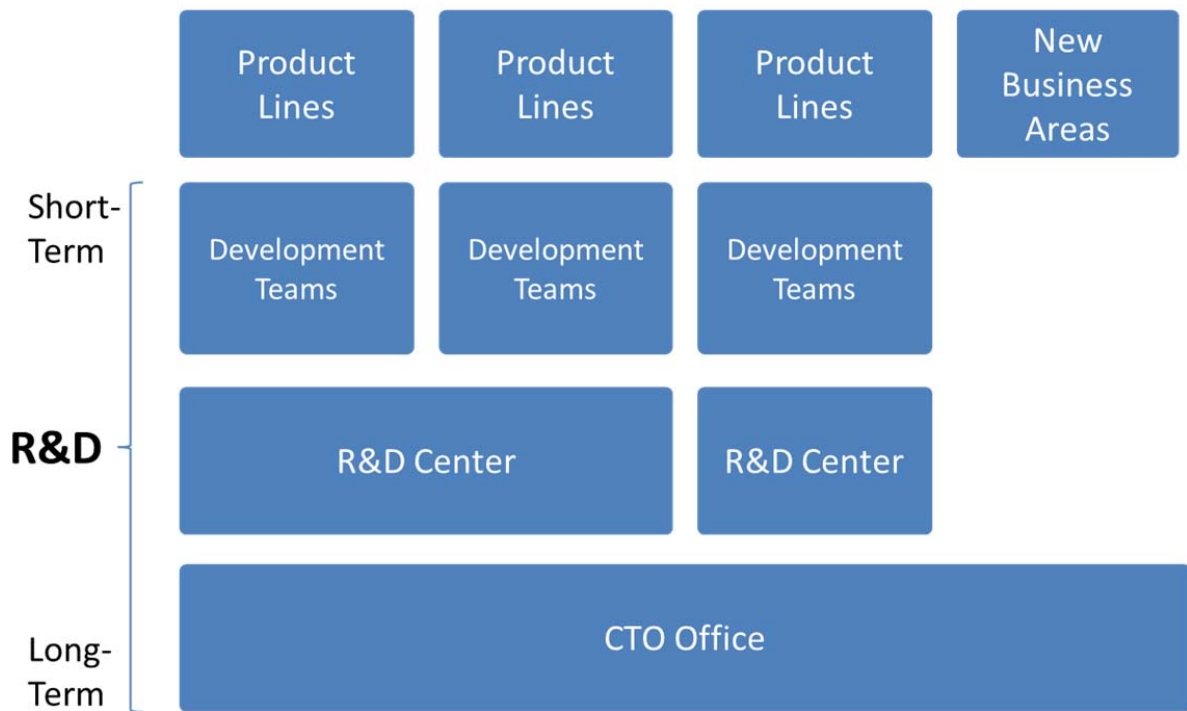 Product
Lines
Product
Lines
Product
Lines
New
Business
Areas
Short-
Term
Development
Teams
Development
Teams
Development
Teams
R&D
R&D Center
R&D Center
Long-
Term
CTO Office